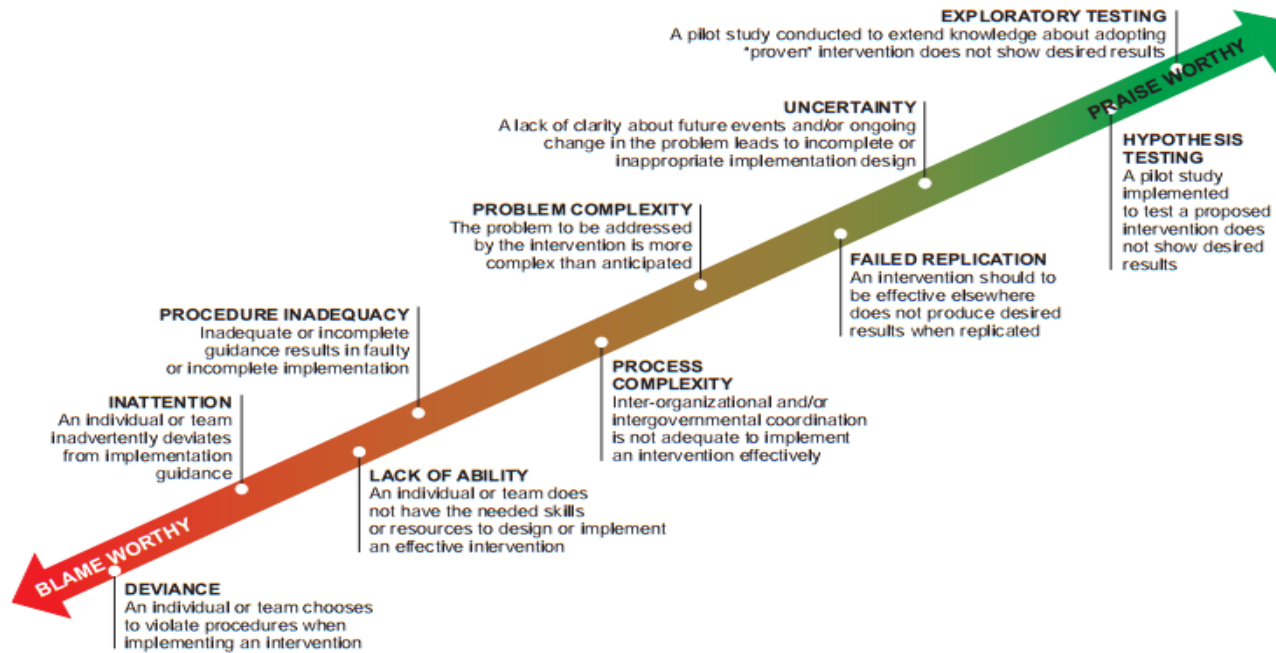 EXPLORATORY TESTING
A pilot study conducted to extend knowledge about adopting
"proven" intervention does not show desired results
PRAISE WORTHY
UNCERTAINTY
A lack of clarity about future events and/or ongoing
change in the problem leads to incomplete or
inappropriate implementation design
HYPOTHESIS
TESTING
A pilot study
implemented
to test a proposed
intervention does
not show desired
results
PROBLEM COMPLEXITY
The problem to be addressed
by the intervention is more
complex than anticipated
FAILED REPLICATION
An intervention should to
be effective elsewhere
does not produce desired
results when replicated
PROCEDURE INADEQUACY
Inadequate or incomplete
guidance results in faulty
or incomplete implementation
PROCESS
COMPLEXITY
Inter-organizational and/or
intergovernmental coordination
is not adequate to implement
an intervention effectively
INATTENTION
An individual or team
inadvertently deviates
from implementation
guidance
LACK OF ABILITY
An individual or team does
not have the needed skills
or resources to design or implement
an effective intervention
BLAME WORTHY
DEVIANCE
An individual or team chooses
to violate procedures when
implementing an intervention